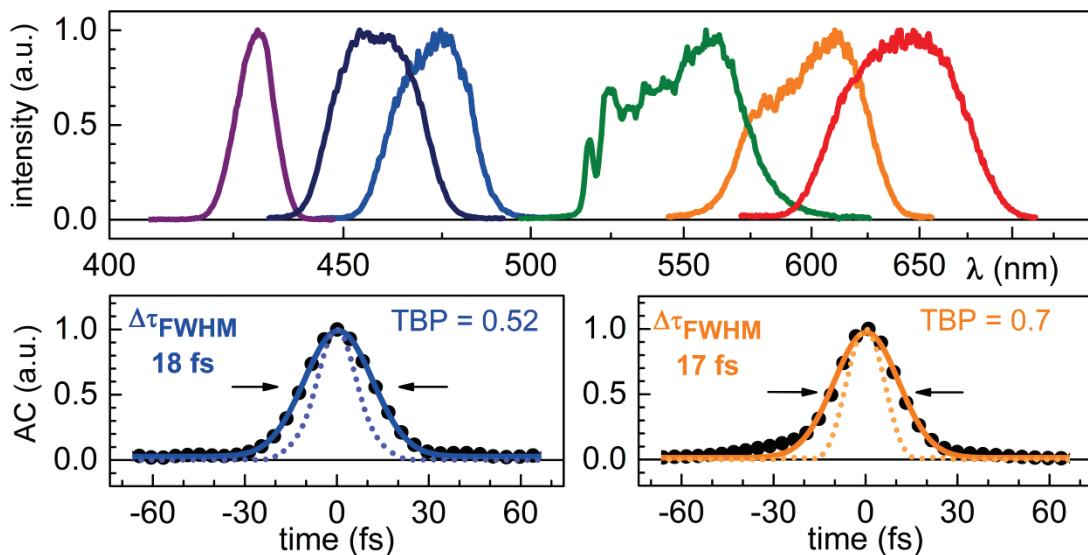 intensity (a.u.)
1.0
0.5
0.0
400
450
500
550
600
650
λ (nm)
AC (a.u.)
1.0
0.5
0.0
ΔτFWHM
18 fs
TBP = 0.52
-60
-30
0
30
60
time (fs)
1.0
0.5
0.0
ΔτFWHM
17 fs
TBP = 0.7
-60
-30
0
30
60
time (fs)